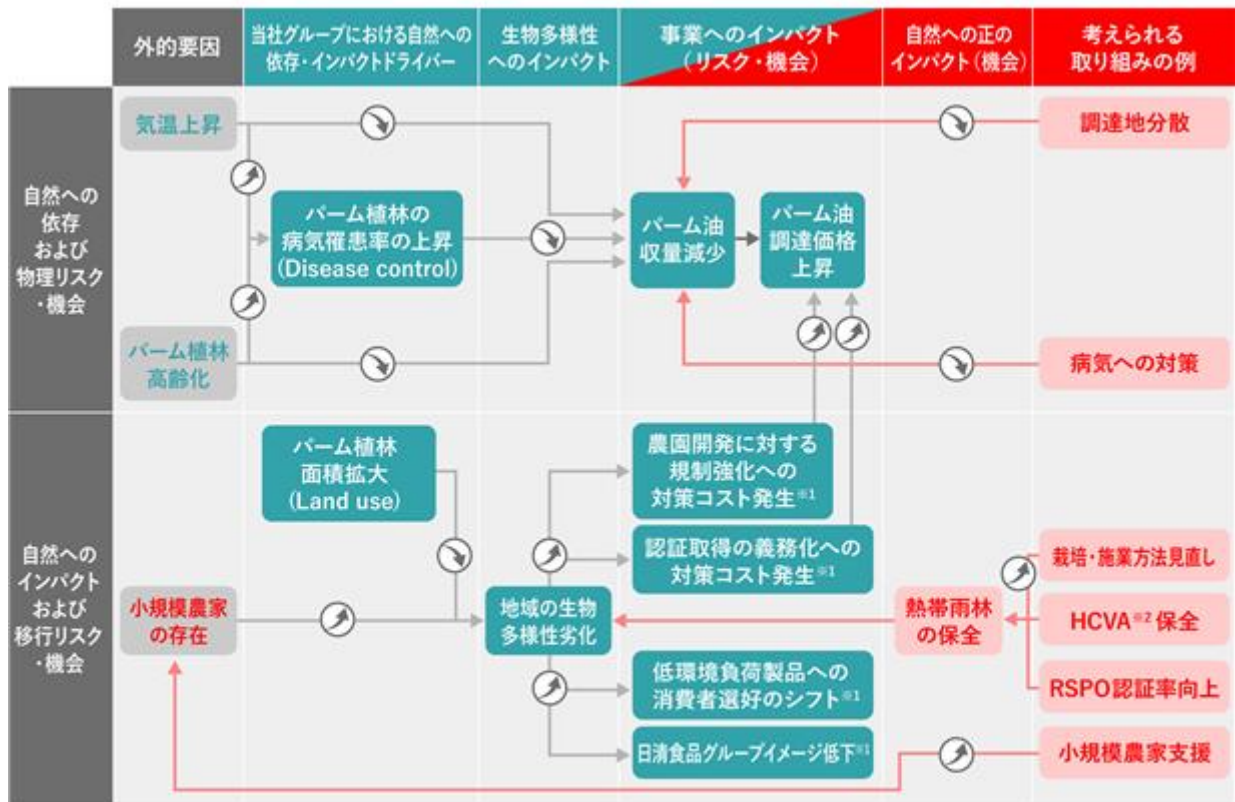 外的要因
当社グループにおける自然への
依存・インパクトドライバー
生物多様性
へのインパクト
事業へのインパクト
(リスク・機会)
自然への正の
インパクト(機会)
考えられる
取り組みの例
自然への
依存
および
物理リスク
・機会
気温上昇
パーム植林
高齢化
パーム植林の
病気罹患率の上昇
(Disease control)
パーム油
収量減少
パーム油
調達価格
上昇
調達地分散
病気への対策
自然への
インパクト
および
移行リスク
・機会
小規模農家
の存在
パーム植林
面積拡大
(Land use)
地域の生物
多様性劣化
農園開発に対する
規制強化への
対策コスト発生※1
認証取得の義務化への
対策コスト発生※1
低環境負荷製品への
消費者選好のシフト※1
日清食品グループイメージ低下※1
熱帯雨林
の保全
栽培・施業方法見直し
HCVA※2保全
RSPO認証率向上
小規模農家支援